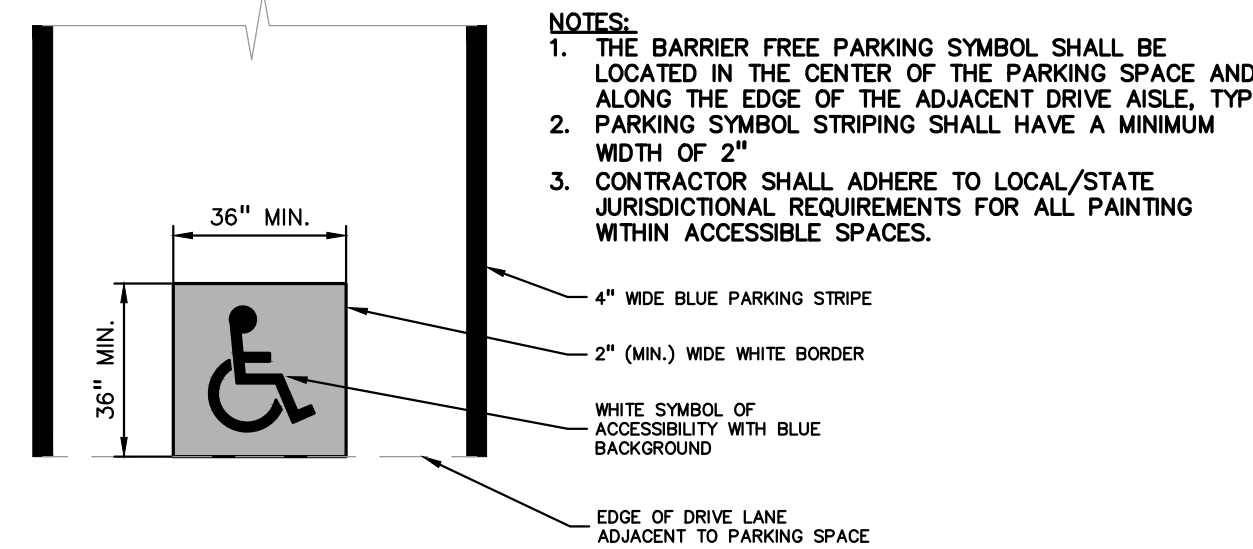 NOTES:
1. THE BARRIER FREE PARKING SYMBOL SHALL BE
LOCATED IN THE CENTER OF THE PARKING SPACE AND
ALONG THE EDGE OF THE ADJACENT DRIVE AISLE, TYP
2. PARKING SYMBOL STRIPING SHALL HAVE A MINIMUM
WIDTH OF 2"
3. CONTRACTOR SHALL ADHERE TO LOCAL/STATE
JURISDICTIONAL REQUIREMENTS FOR ALL PAINTING
WITHIN ACCESSIBLE SPACES.
36" MIN.
36" MIN.
4" WIDE BLUE PARKING STRIPE
2" (MIN.) WIDE WHITE BORDER
WHITE SYMBOL OF
ACCESSIBILITY WITH BLUE
BACKGROUND
EDGE OF DRIVE LANE
ADJACENT TO PARKING SPACE